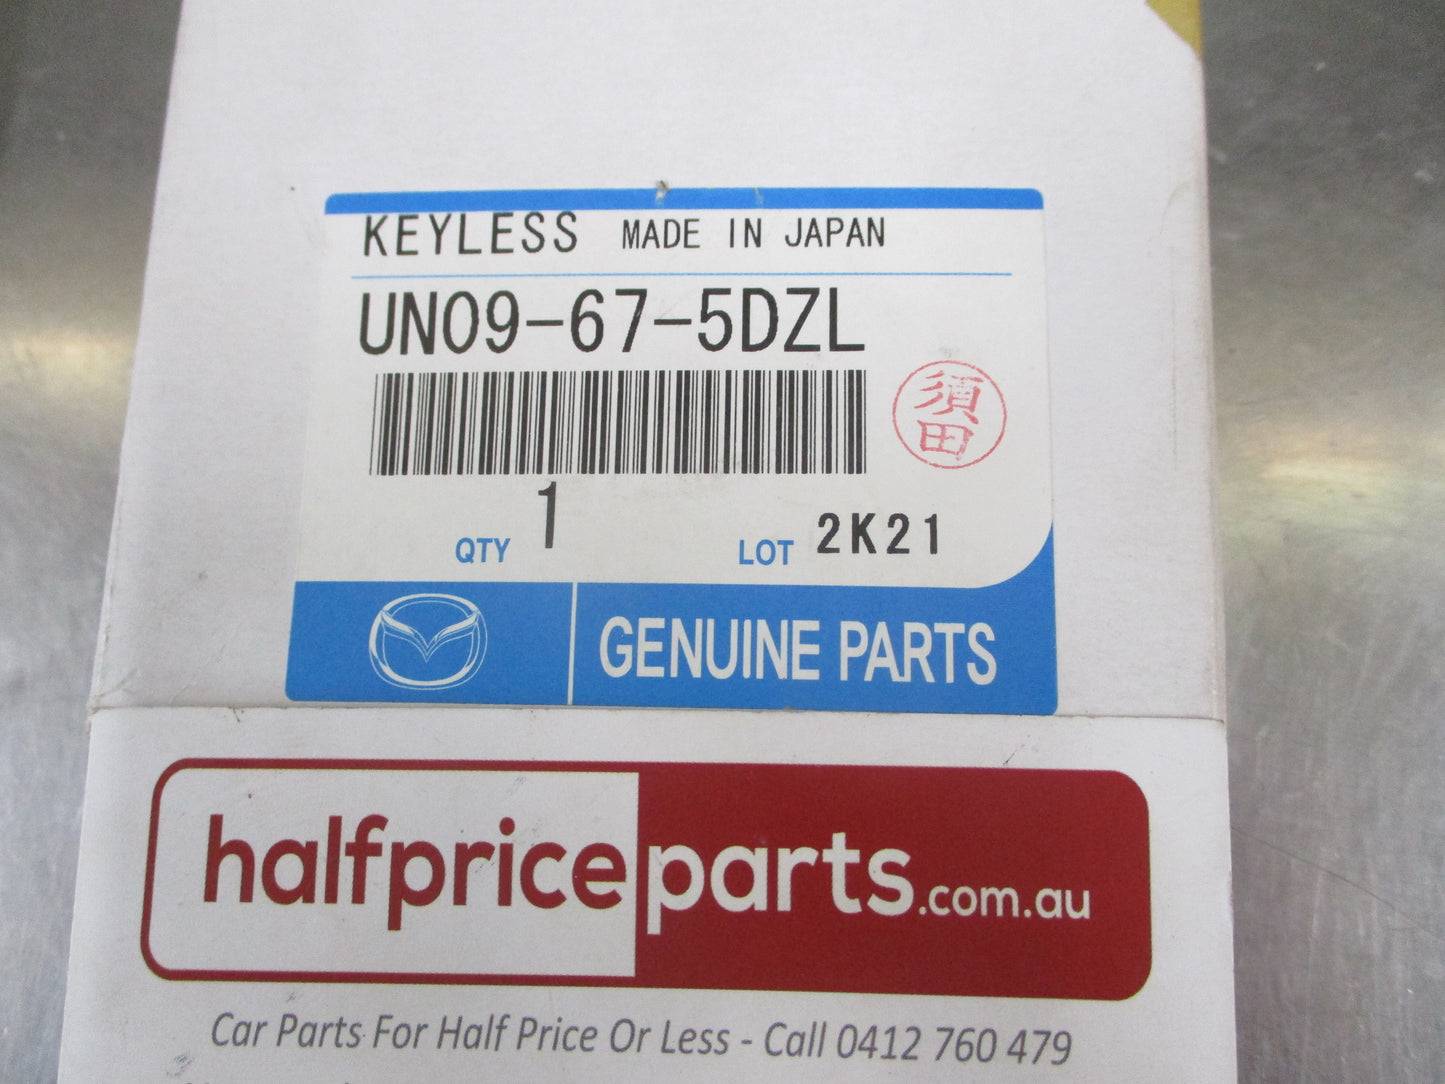 KEYLESS MADE IN JAPAN
UN09-67-5DZL
須田
QTY 1 LOT 2K21
GENUINE PARTS
halfpriceparts.com.au
Car Parts For Half Price Or Less - Call 0412 760 479